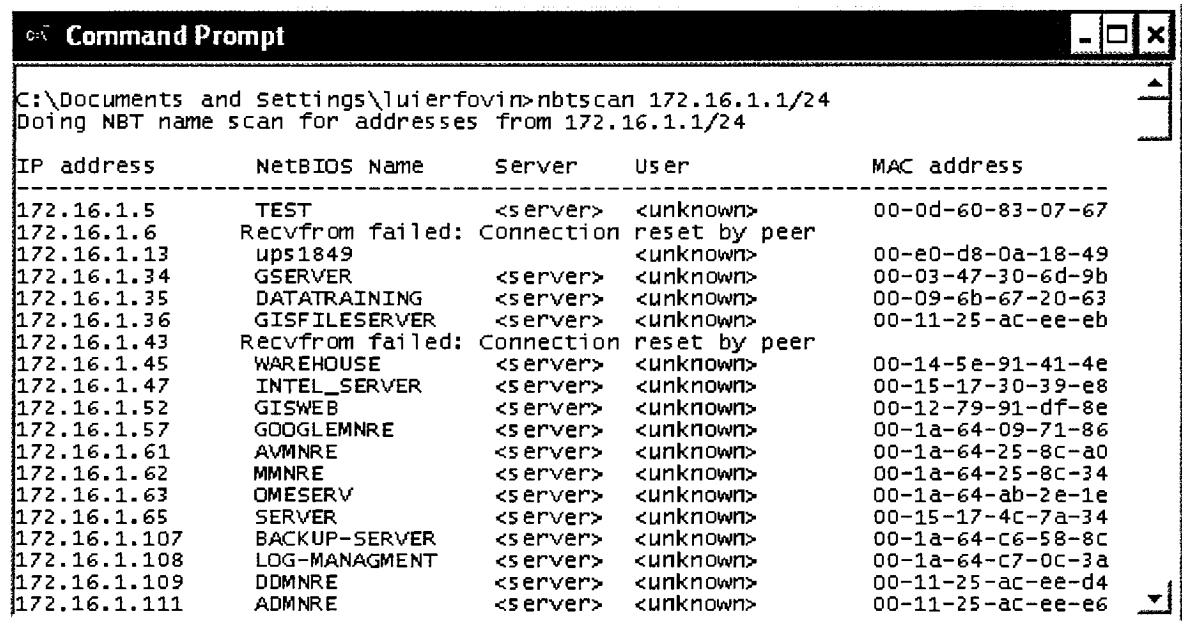 Command Prompt
C:\Documents and Settings\luierfovin>nbtscan 172.16.1.1/24
Doing NBT name scan for addresses from 172.16.1.1/24
IP address NetBIOS Name Server User MAC address
------------------------------------------------------------------------------
172.16.1.5 TEST <server> <unknown> 00-0d-60-83-07-67
172.16.1.6 Recvfrom failed: Connection reset by peer
172.16.1.13 ups1849 <unknown> 00-e0-d8-0a-18-49
172.16.1.34 GSERVER <server> <unknown> 00-03-47-30-6d-9b
172.16.1.35 DATATRAINING <server> <unknown> 00-09-6b-67-20-63
172.16.1.36 GISFILESERVER <server> <unknown> 00-11-25-ac-ee-eb
172.16.1.43 Recvfrom failed: Connection reset by peer
172.16.1.45 WAREHOUSE <server> <unknown> 00-14-5e-91-41-4e
172.16.1.47 INTEL_SERVER <server> <unknown> 00-15-17-30-39-e8
172.16.1.52 GISWEB <server> <unknown> 00-12-79-91-df-8e
172.16.1.57 GOOGLEMNRE <server> <unknown> 00-1a-64-09-71-86
172.16.1.61 AVMNRE <server> <unknown> 00-1a-64-25-8c-a0
172.16.1.62 MMNRE <server> <unknown> 00-1a-64-25-8c-34
172.16.1.63 OMESERV <server> <unknown> 00-1a-64-ab-2e-1e
172.16.1.65 SERVER <server> <unknown> 00-15-17-4c-7a-34
172.16.1.107 BACKUP-SERVER <server> <unknown> 00-1a-64-c6-58-8c
172.16.1.108 LOG-MANAGMENT <server> <unknown> 00-1a-64-c7-0c-3a
172.16.1.109 DDMNRE <server> <unknown> 00-11-25-ac-ee-d4
172.16.1.111 ADMNRE <server> <unknown> 00-11-25-ac-ee-e6